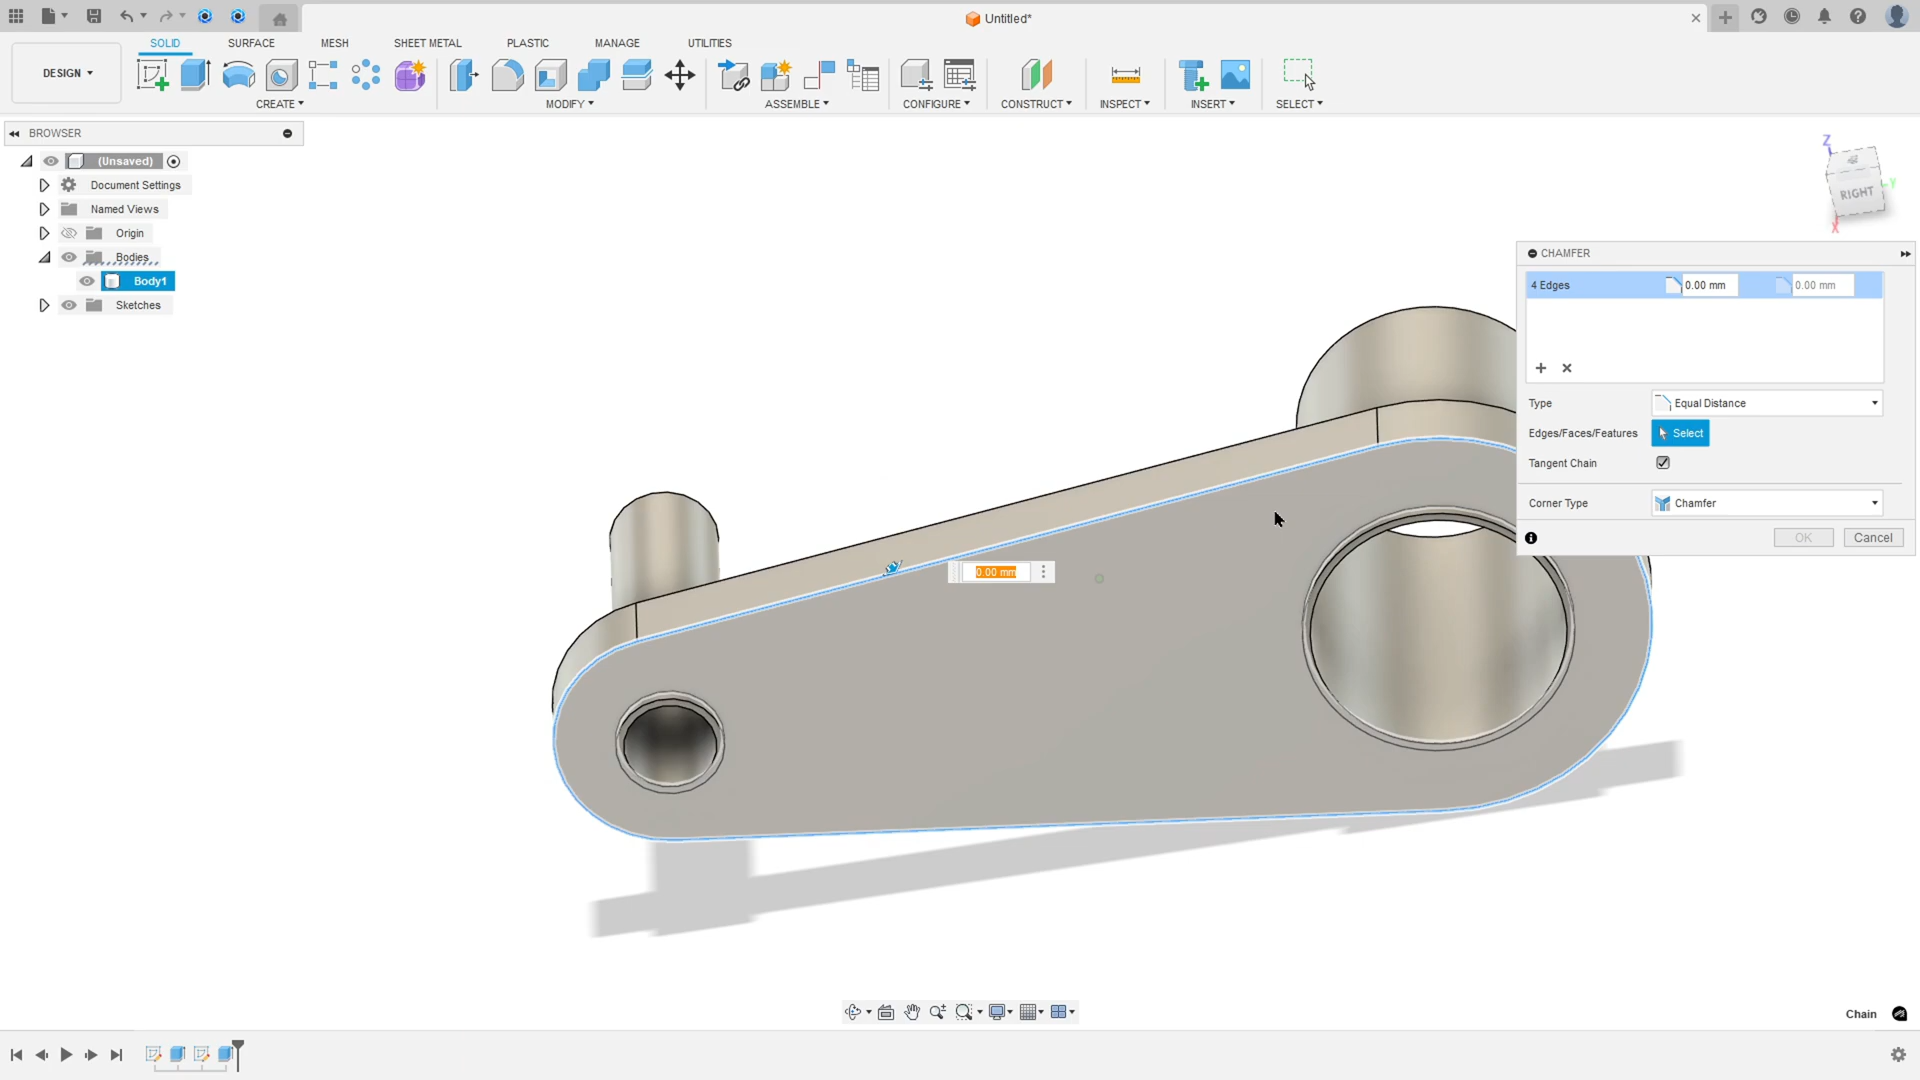 Untitled*
SOLID SURFACE MESH SHEET METAL PLASTIC MANAGE UTILITIES
DESIGN
CREATE MODIFY ASSEMBLE CONFIGURE CONSTRUCT INSPECT INSERT SELECT
BROWSER
(Unsaved)
Document Settings
Named Views
Origin
Bodies
Body1
Sketches
Z
Y
RIGHT
X
CHAMFER
4 Edges 0.00 mm 0.00 mm
Type Equal Distance
Edges/Faces/Features Select
Tangent Chain
Corner Type Chamfer
OK Cancel
0.00 mm
Chain